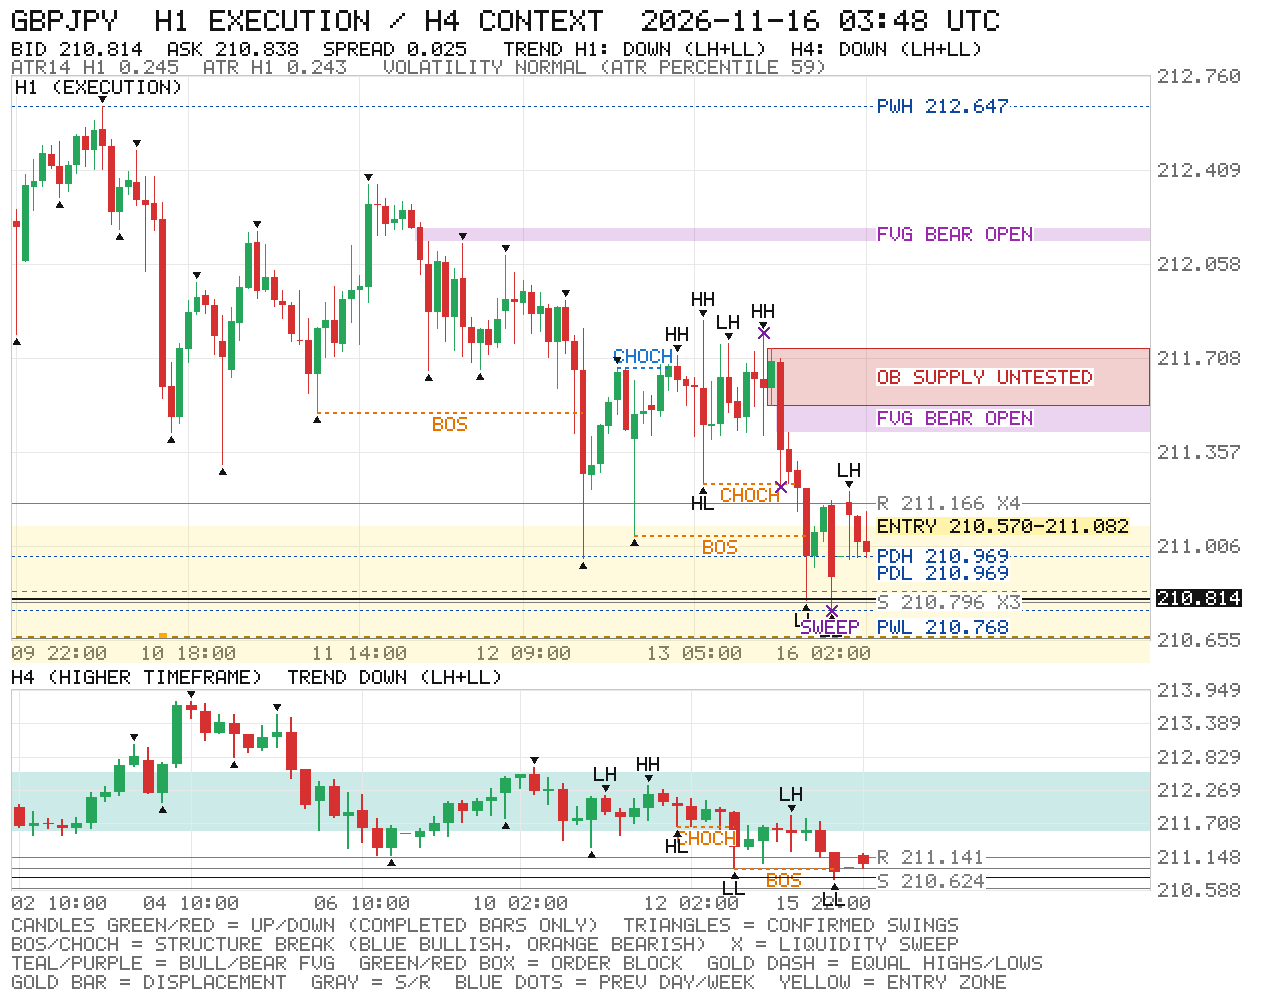 GBPJPY  H1 EXECUTION / H4 CONTEXT  2026-11-16 03:48 UTC
BID 210.814  ASK 210.838  SPREAD 0.025   TREND H1: DOWN (LH+LL)  H4: DOWN (LH+LL)
ATR14 H1 0.245  ATR H1 0.243   VOLATILITY NORMAL (ATR PERCENTILE 59)
212.760
H1 (EXECUTION)
PWH 212.647
212.409
FVG BEAR OPEN
212.058
HH
HH
LH
HH
CHOCH
211.708
OB SUPPLY UNTESTED
FVG BEAR OPEN
BOS
211.357
LH
CHOCH
HL
R 211.166 X4
ENTRY 210.570-211.082
BOS
211.006
PDH 210.969
PDL 210.969
210.814
S 210.796 X3
SWEEP
PWL 210.768
210.655
09 22:00  10 18:00  11 14:00  12 09:00  13 05:00  16 02:00
H4 (HIGHER TIMEFRAME)  TREND DOWN (LH+LL)
213.949
213.389
212.829
HH
LH
LH
212.269
211.708
CHOCH
HL
R 211.141
211.148
BOS
S 210.624
LL
LL
210.588
02 10:00  04 10:00  06 10:00  10 02:00  12 02:00
CANDLES GREEN/RED = UP/DOWN (COMPLETED BARS ONLY)  TRIANGLES = CONFIRMED SWINGS
BOS/CHOCH = STRUCTURE BREAK (BLUE BULLISH, ORANGE BEARISH)  X = LIQUIDITY SWEEP
TEAL/PURPLE = BULL/BEAR FVG  GREEN/RED BOX = ORDER BLOCK  GOLD DASH = EQUAL HIGHS/LOWS
GOLD BAR = DISPLACEMENT  GRAY = S/R  BLUE DOTS = PREV DAY/WEEK  YELLOW = ENTRY ZONE